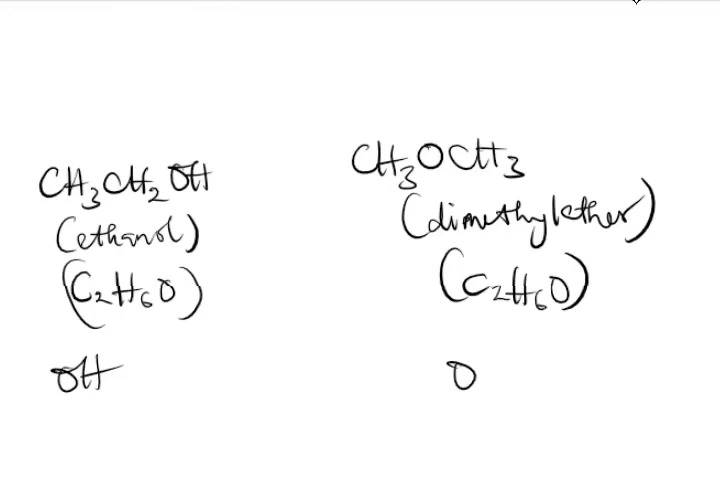 CH₃CH₂OH
(ethanol)
(C₂H₆O)
OH
CH₃OCH₃
(dimethylether)
(C₂H₆O)
O